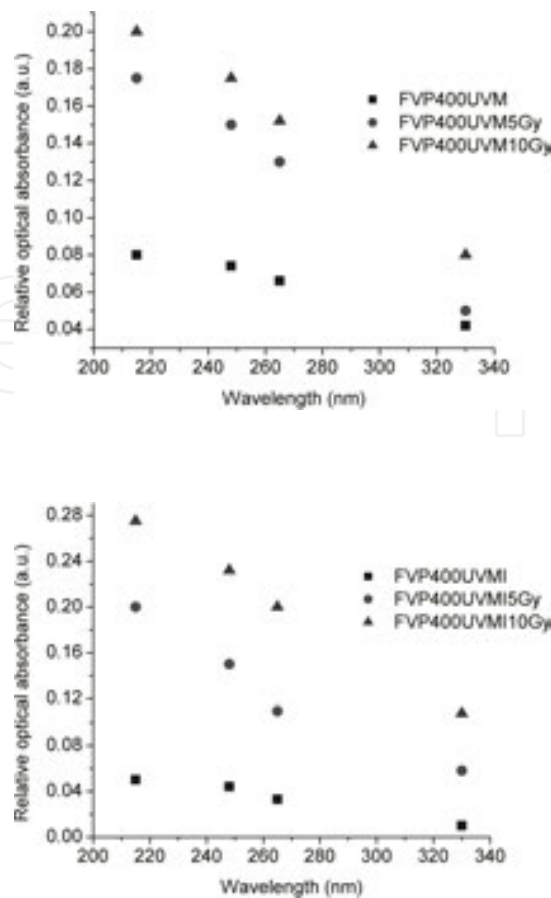 0.20
0.18
0.16
0.14
0.12
0.10
0.08
0.06
0.04
Relative optical absorbance (a.u.)
FVP400UVM
FVP400UVM5Gy
FVP400UVM10Gy
200 220 240 260 280 300 320 340
Wavelength (nm)
0.28
0.24
0.20
0.16
0.12
0.08
0.04
0.00
Relative optical absorbance (a.u.)
FVP400UVMI
FVP400UVMI5Gy
FVP400UVMI10Gy
200 220 240 260 280 300 320 340
Wavelength (nm)